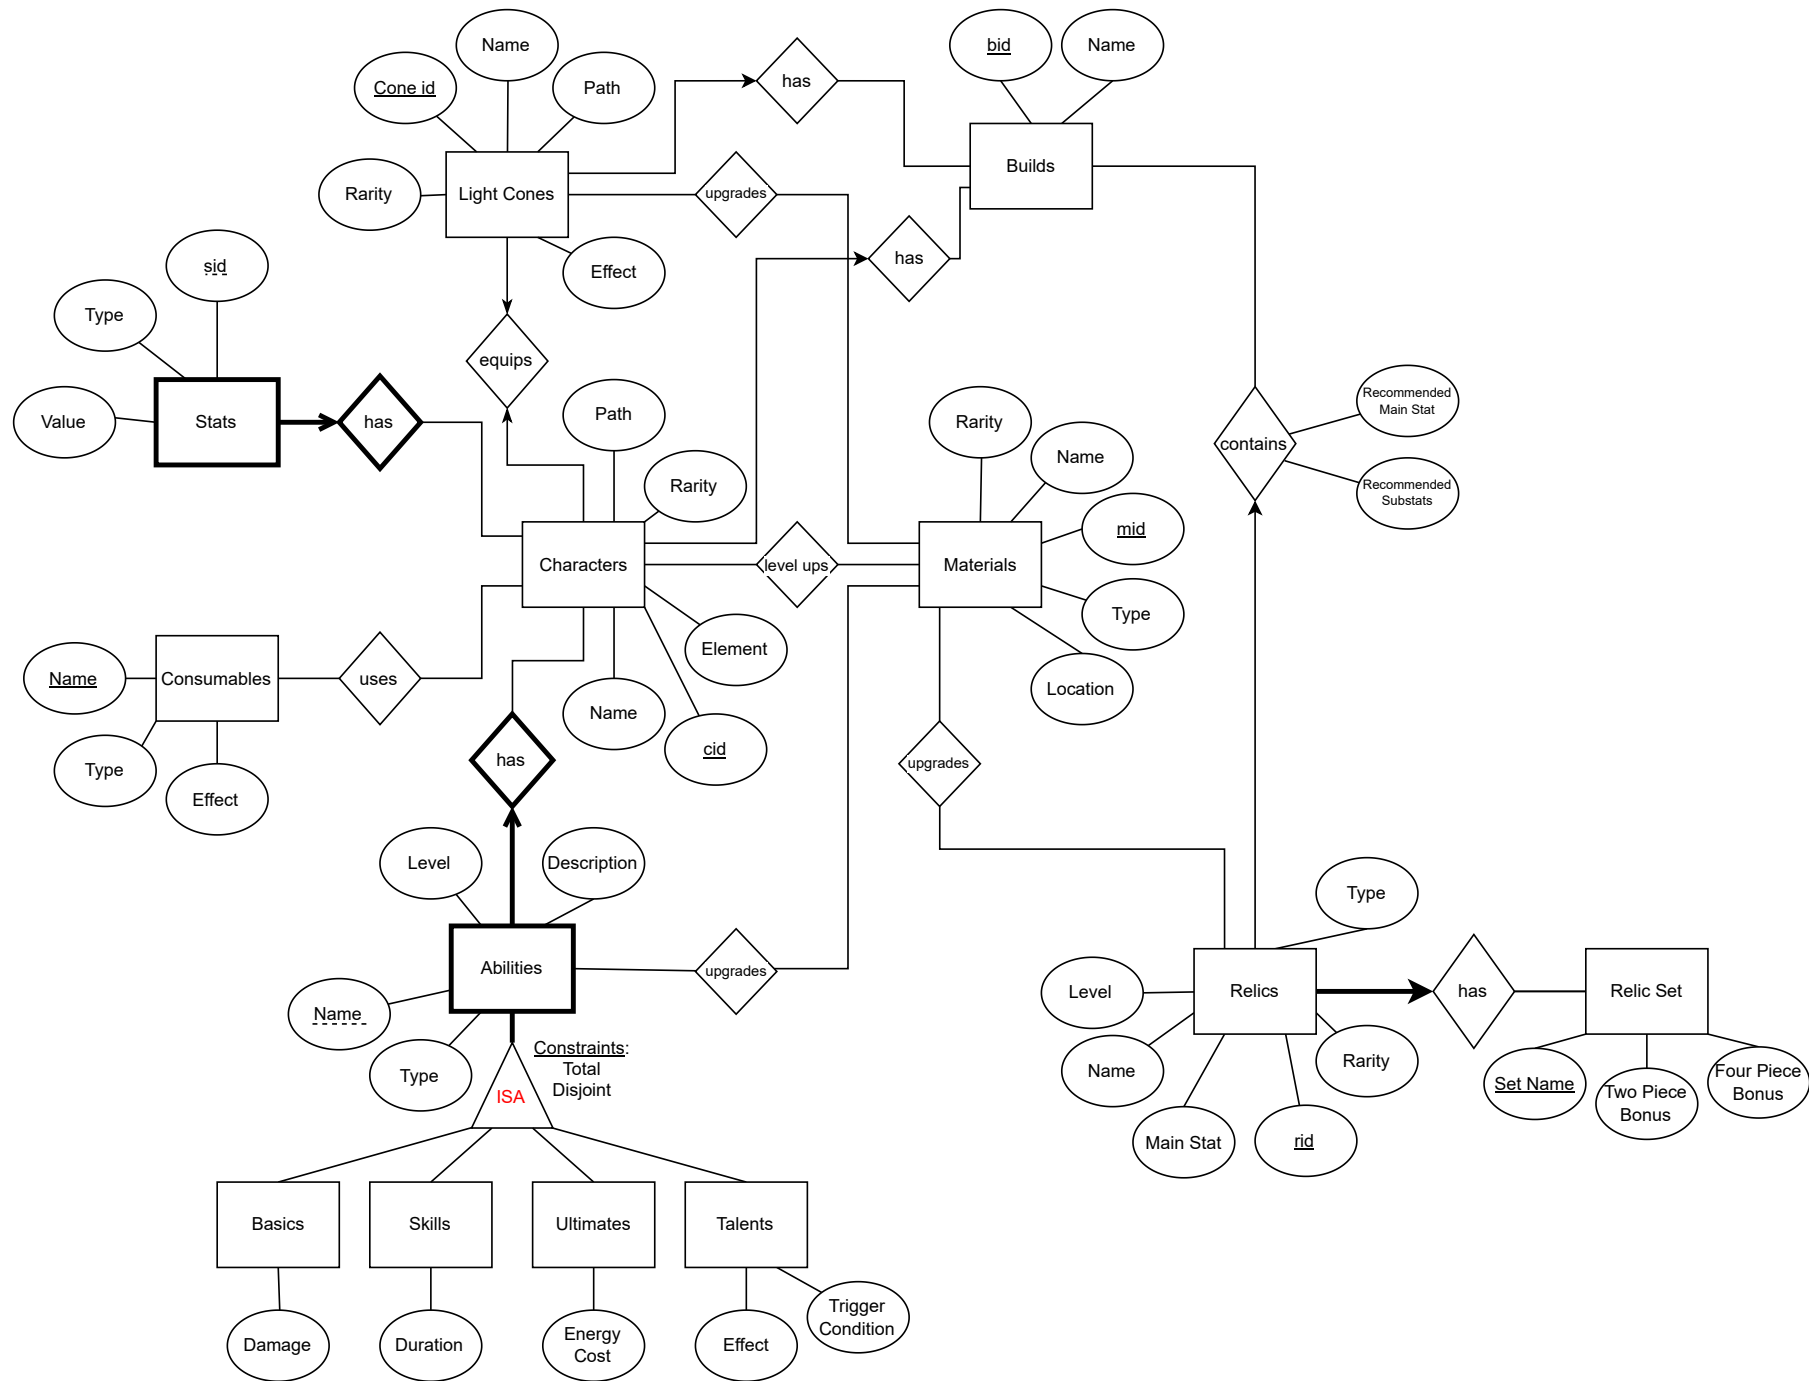 Name
bid
Name
Cone id
Path
has
Builds
Rarity
Light Cones
upgrades
sid
has
Effect
Type
equips
Recommended
Main Stat
Value
Stats
has
Path
Rarity
Name
contains
Rarity
Recommended
Substats
mid
Characters
level ups
Materials
Type
Element
Name
Consumables
uses
Location
Name
cid
Type
Effect
has
upgrades
Level
Description
Type
Abilities
upgrades
Level
Relics
has
Relic Set
Name
Type
Constraints:
Total
Disjoint
ISA
Name
Rarity
Set Name
Two Piece
Bonus
Four Piece
Bonus
Main Stat
rid
Basics
Skills
Ultimates
Talents
Damage
Duration
Energy
Cost
Effect
Trigger
Condition